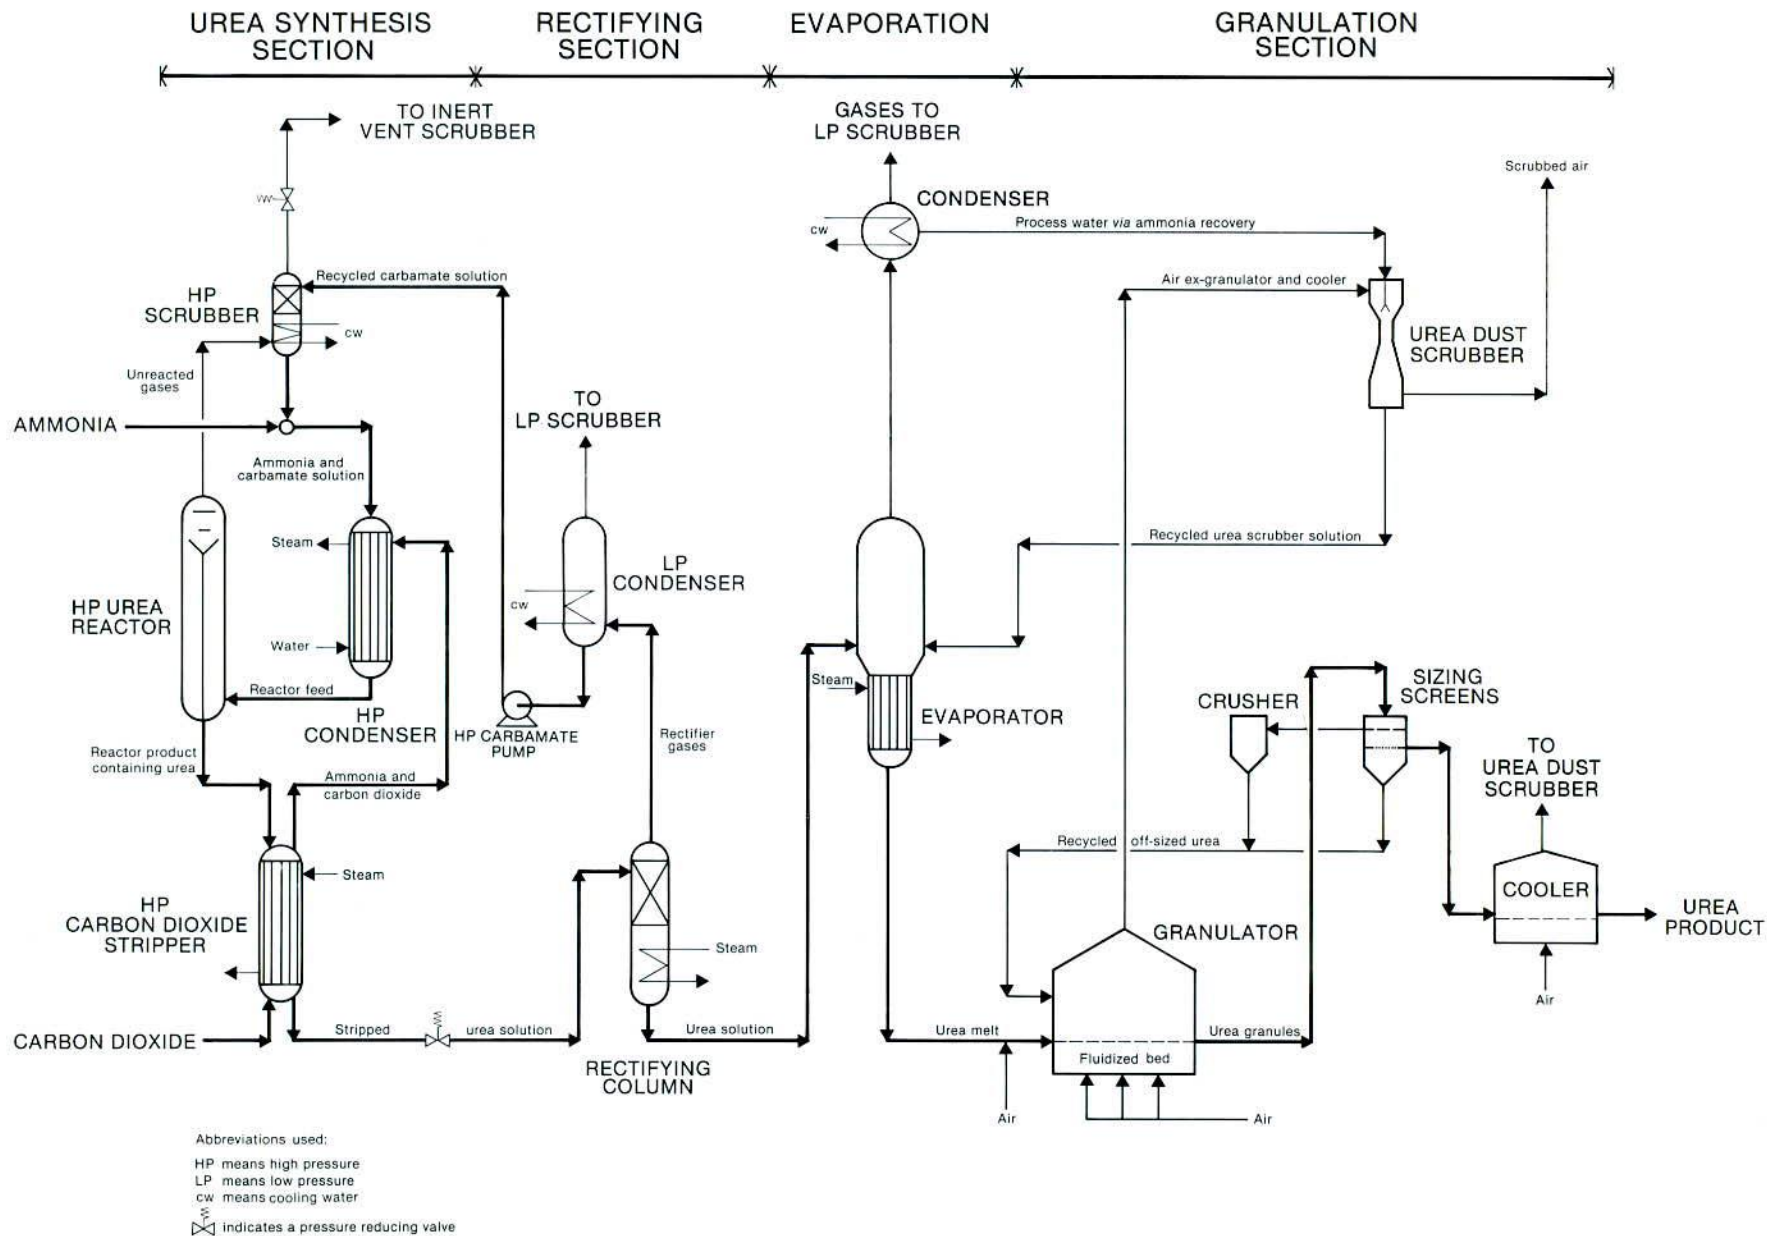 UREA SYNTHESIS
SECTION
RECTIFYING
SECTION
EVAPORATION
GRANULATION
SECTION
TO INERT
VENT SCRUBBER
GASES TO
LP SCRUBBER
Scrubbed air
CONDENSER
cw
Process water via ammonia recovery
Recycled carbamate solution
Air ex-granulator and cooler
HP
SCRUBBER
cw
UREA DUST
SCRUBBER
Unreacted
gases
TO
LP SCRUBBER
AMMONIA
Ammonia and
carbamate solution
Steam
Recycled urea scrubber solution
LP
CONDENSER
cw
HP UREA
REACTOR
Water
Reactor feed
HP
CONDENSER
HP CARBAMATE
PUMP
Rectifier
gases
Steam
EVAPORATOR
CRUSHER
SIZING
SCREENS
Reactor product
containing urea
Ammonia and
carbon dioxide
TO
UREA DUST
SCRUBBER
Recycled off-sized urea
Steam
COOLER
HP
CARBON DIOXIDE
STRIPPER
UREA
PRODUCT
GRANULATOR
Steam
Air
CARBON DIOXIDE
Stripped
urea solution
Urea solution
Urea melt
Urea granules
Fluidized bed
RECTIFYING
COLUMN
Air
Air
Abbreviations used:
HP means high pressure
LP means low pressure
cw means cooling water
indicates a pressure reducing valve